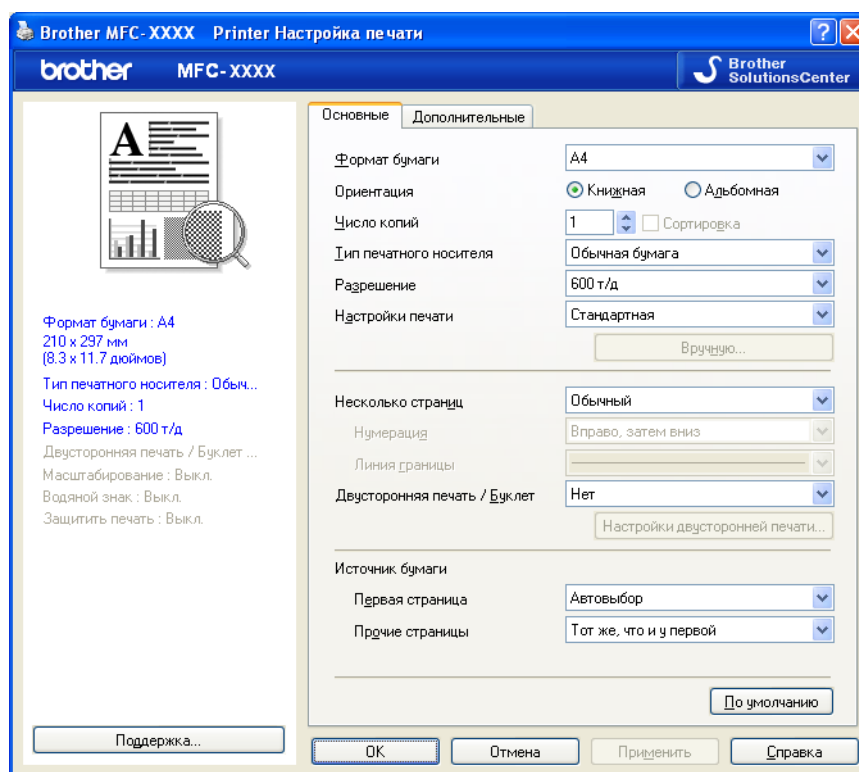 Brother MFC-XXXX Printer Настройка печати
brother MFC-XXXX
Brother
SolutionsCenter
A
Формат бумаги : A4
210 x 297 мм
(8.3 x 11.7 дюймов)
Тип печатного носителя : Обыч...
Число копий : 1
Разрешение : 600 т/д
Двусторонняя печать / Буклет ...
Масштабирование : Выкл.
Водяной знак : Выкл.
Защитить печать : Выкл.
Поддержка...
Основные Дополнительные
Формат бумаги A4
Ориентация Книжная Альбомная
Число копий 1 Сортировка
Тип печатного носителя Обычная бумага
Разрешение 600 т/д
Настройки печати Стандартная
Вручную...
Несколько страниц Обычный
Нумерация Вправо, затем вниз
Линия границы
Двусторонняя печать / Буклет Нет
Настройки двусторонней печати...
Источник бумаги
Первая страница Автовыбор
Прочие страницы Тот же, что и у первой
По умолчанию
OK Отмена Применить Справка